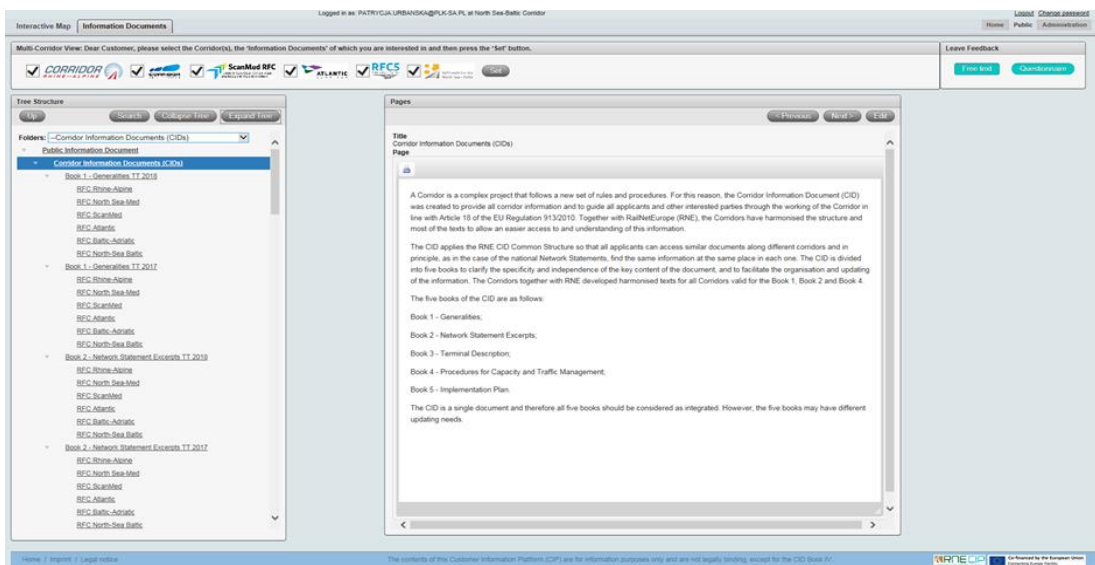 Logged in as: PATRYCJA.URBANSKA@PLK-SA.PL at North Sea-Baltic Corridor
Logout Change password
Interactive Map Information Documents
Home Public Administration
Multi-Corridor View: Dear Customer, please select the Corridor(s), the 'Information Documents' of which you are interested in and then press the 'Set' button.
Leave Feedback
CORRIDOR
RHINE-ALPINE
ScanMed RFC
ATLANTIC
RFC5
Set
Free text Questionnaire
Tree Structure
Up Search Collapse Tree Expand Tree
Folders: --Corridor Information Documents (CIDs)
Public Information Document
Corridor Information Documents (CIDs)
Book 1 - Generalities TT 2018
RFC Rhine-Alpine
RFC North Sea-Med
RFC ScanMed
RFC Atlantic
RFC Baltic-Adriatic
RFC North-Sea Baltic
Book 1 - Generalities TT 2017
RFC Rhine-Alpine
RFC North Sea-Med
RFC ScanMed
RFC Atlantic
RFC Baltic-Adriatic
RFC North-Sea Baltic
Book 2 - Network Statement Excerpts TT 2018
RFC Rhine-Alpine
RFC North Sea-Med
RFC ScanMed
RFC Atlantic
RFC Baltic-Adriatic
RFC North-Sea Baltic
Book 2 - Network Statement Excerpts TT 2017
RFC Rhine-Alpine
RFC North Sea-Med
RFC ScanMed
RFC Atlantic
RFC Baltic-Adriatic
RFC North-Sea Baltic
Pages
< Previous Next > Edit
Title
Corridor Information Documents (CIDs)
Page
A Corridor is a complex project that follows a new set of rules and procedures. For this reason, the Corridor Information Document (CID)
was created to provide all corridor information and to guide all applicants and other interested parties through the working of the Corridor in
line with Article 18 of the EU Regulation 913/2010. Together with RailNetEurope (RNE), the Corridors have harmonised the structure and
most of the texts to allow an easier access to and understanding of this information.
The CID applies the RNE CID Common Structure so that all applicants can access similar documents along different corridors and in
principle, as in the case of the national Network Statements, find the same information at the same place in each one. The CID is divided
into five books to clarify the specificity and independence of the key content of the document, and to facilitate the organisation and updating
of the information. The Corridors together with RNE developed harmonised texts for all Corridors valid for the Book 1, Book 2 and Book 4.
The five books of the CID are as follows:
Book 1 - Generalities;
Book 2 - Network Statement Excerpts;
Book 3 - Terminal Description;
Book 4 - Procedures for Capacity and Traffic Management;
Book 5 - Implementation Plan.
The CID is a single document and therefore all five books should be considered as integrated. However, the five books may have different
updating needs.
Home / Imprint / Legal notice
The contents of this Customer Information Platform (CIP) are for information purposes only and are not legally binding, except for the CID Book IV...
RNE CIP
Co-financed by the European Union
Connecting Europe Facility